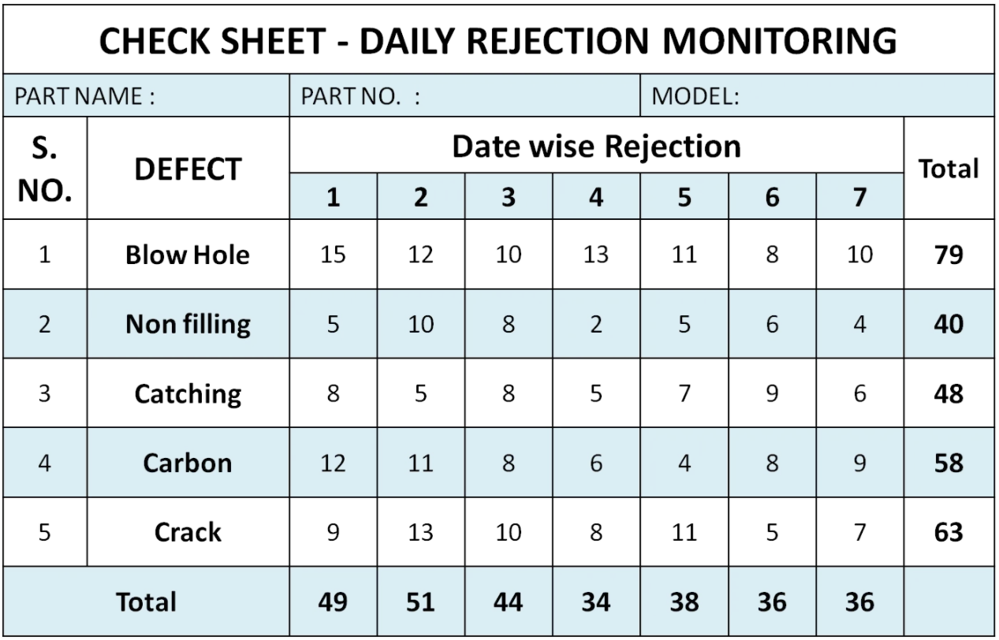 CHECK SHEET - DAILY REJECTION MONITORING
PART NAME : PART NO. : MODEL:
S. NO. DEFECT Date wise Rejection Total
1 2 3 4 5 6 7
1 Blow Hole 15 12 10 13 11 8 10 79
2 Non filling 5 10 8 2 5 6 4 40
3 Catching 8 5 8 5 7 9 6 48
4 Carbon 12 11 8 6 4 8 9 58
5 Crack 9 13 10 8 11 5 7 63
Total 49 51 44 34 38 36 36